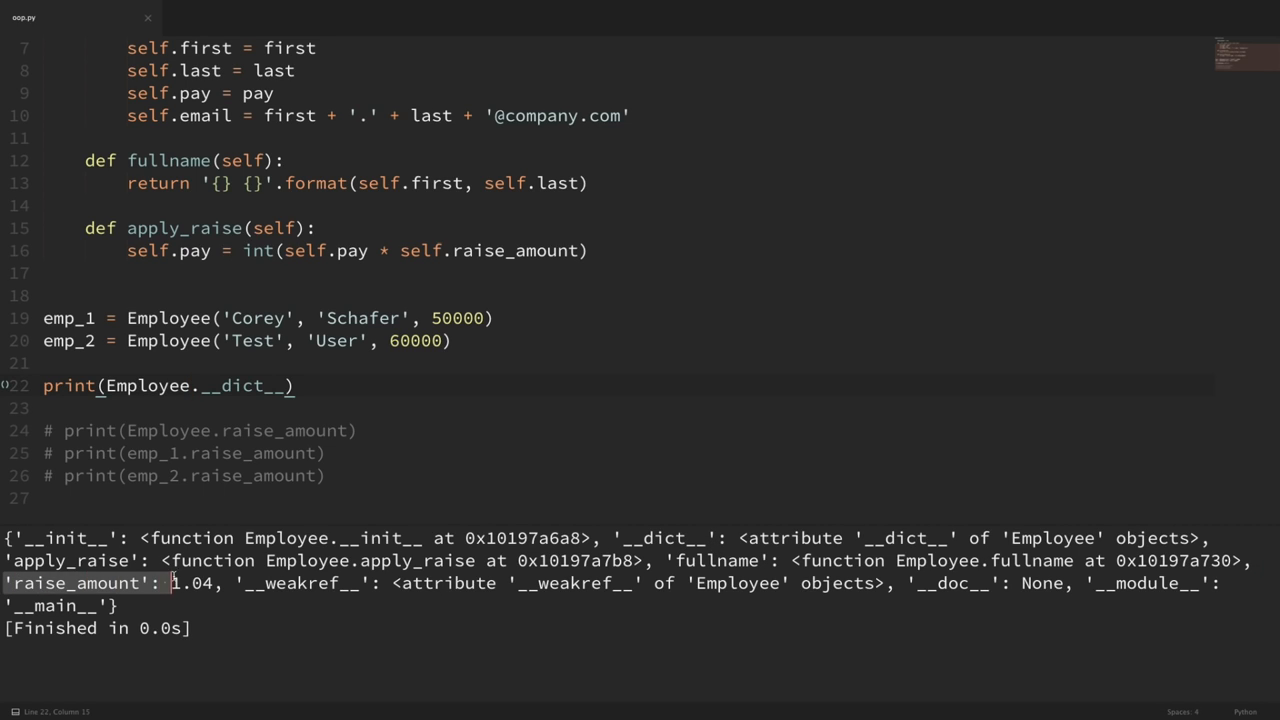 oop.py
7 self.first = first
8 self.last = last
9 self.pay = pay
10 self.email = first + '.' + last + '@company.com'
11
12 def fullname(self):
13 return '{} {}'.format(self.first, self.last)
14
15 def apply_raise(self):
16 self.pay = int(self.pay * self.raise_amount)
17
18
19 emp_1 = Employee('Corey', 'Schafer', 50000)
20 emp_2 = Employee('Test', 'User', 60000)
21
22 print(Employee.__dict__)
23
24 # print(Employee.raise_amount)
25 # print(emp_1.raise_amount)
26 # print(emp_2.raise_amount)
27
{'__init__': <function Employee.__init__ at 0x10197a6a8>, '__dict__': <attribute '__dict__' of 'Employee' objects>,
'apply_raise': <function Employee.apply_raise at 0x10197a7b8>, 'fullname': <function Employee.fullname at 0x10197a730>,
'raise_amount': 1.04, '__weakref__': <attribute '__weakref__' of 'Employee' objects>, '__doc__': None, '__module__':
'__main__'}
[Finished in 0.0s]
Line 22, Column 15
Spaces: 4
Python